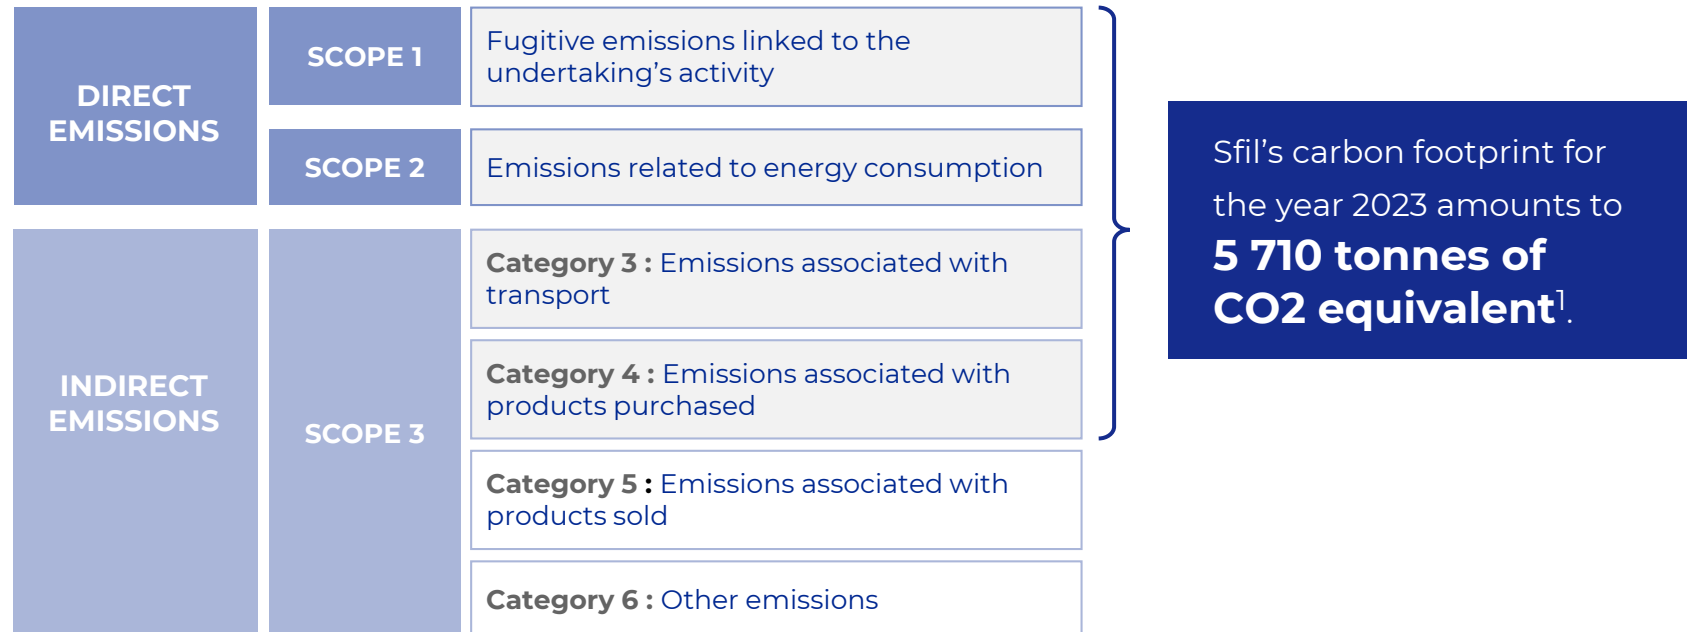 DIRECT
EMISSIONS
SCOPE 1
Fugitive emissions linked to the
undertaking’s activity
SCOPE 2
Emissions related to energy consumption
INDIRECT
EMISSIONS
SCOPE 3
Category 3 : Emissions associated with
transport
Category 4 : Emissions associated with
products purchased
Category 5 : Emissions associated with
products sold
Category 6 : Other emissions
Sfil’s carbon footprint for
the year 2023 amounts to
5 710 tonnes of
CO2 equivalent1.